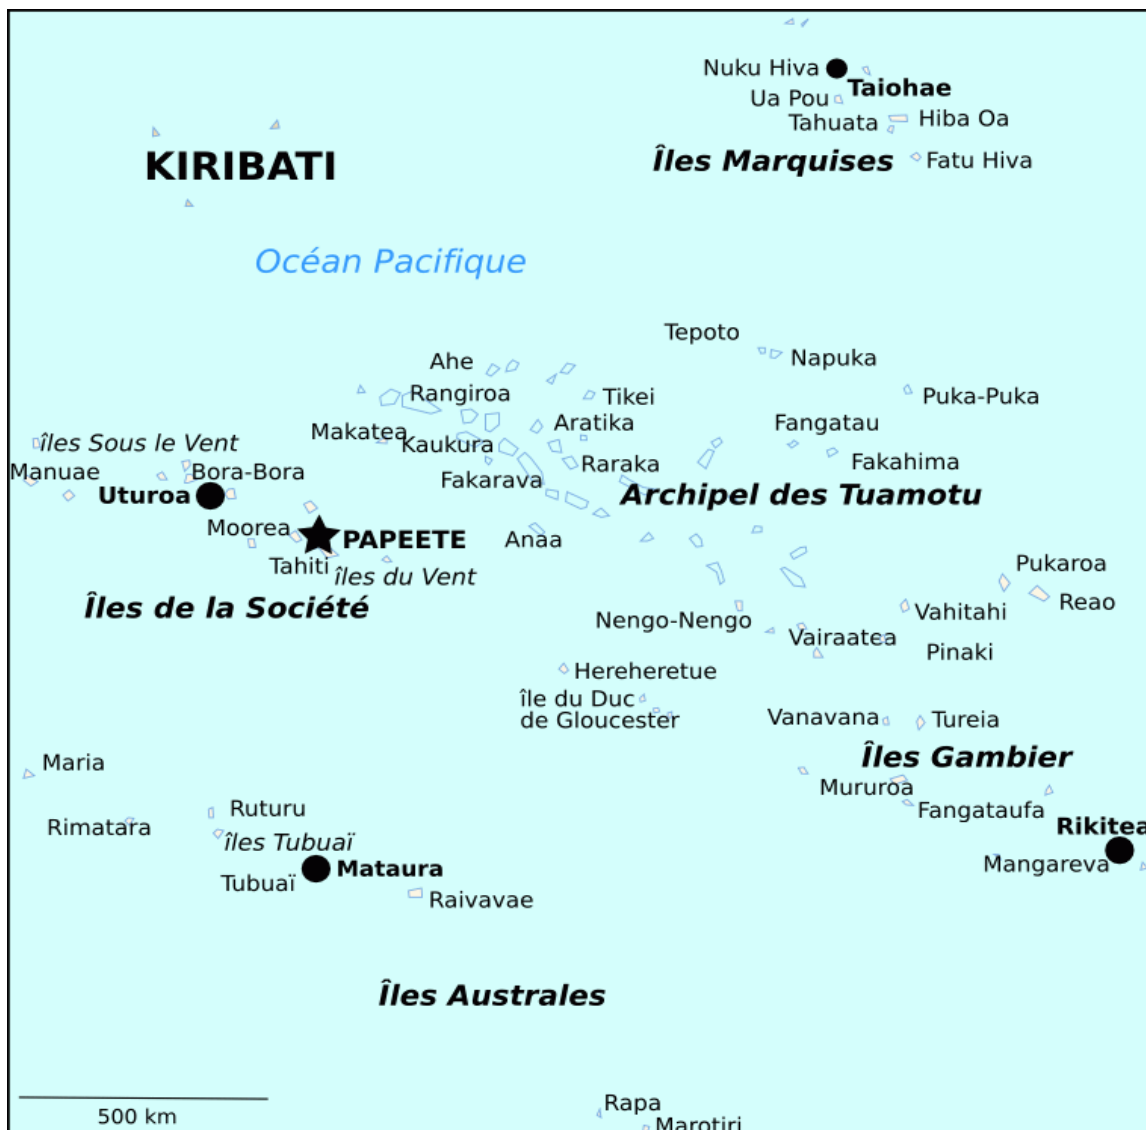 Nuku Hiva
Taiohae
Ua Pou
Tahuata
Hiba Oa
Îles Marquises
Fatu Hiva
KIRIBATI
Océan Pacifique
Tepoto
Napuka
Ahe
Rangiroa
Tikei
Puka-Puka
Makatea
Kaukura
Aratika
Fangatau
îles Sous le Vent
Manuae
Bora-Bora
Fakarava
Raraka
Fakahima
Uturoa
Archipel des Tuamotu
Moorea
PAPEETE
Anaa
Tahiti
îles du Vent
Pukaroa
Îles de la Société
Reao
Nengo-Nengo
Vahitahi
Vairaatea
Pinaki
Hereheretue
île du Duc
de Gloucester
Vanavana
Tureia
Îles Gambier
Maria
Mururoa
Fangataufa
Ruturu
Rimatara
îles Tubuaï
Rikitea
Mangareva
Mataura
Tubuaï
Raivavae
Îles Australes
500 km
Rapa
Marotiri